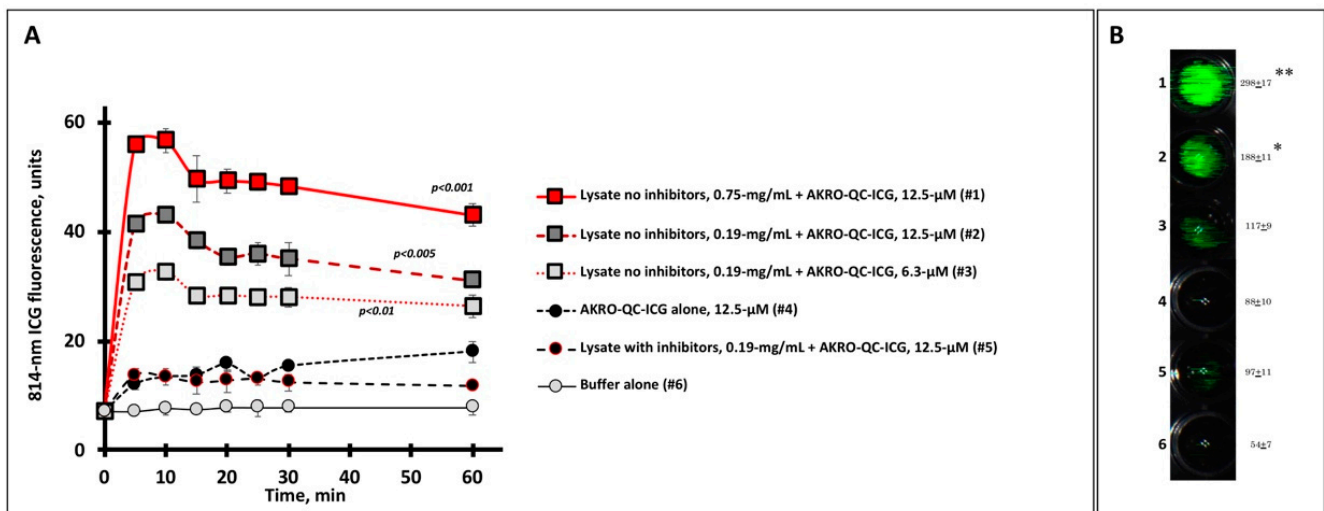 A
814-nm ICG fluorescence, units
60
40
20
0
0
10
20
30
40
50
60
Time, min
p<0.001
p<0.005
p<0.01
Lysate no inhibitors, 0.75-mg/mL + AKRO-QC-ICG, 12.5-μM (#1)
Lysate no inhibitors, 0.19-mg/mL + AKRO-QC-ICG, 12.5-μM (#2)
Lysate no inhibitors, 0.19-mg/mL + AKRO-QC-ICG, 6.3-μM (#3)
AKRO-QC-ICG alone, 12.5-μM (#4)
Lysate with inhibitors, 0.19-mg/mL + AKRO-QC-ICG, 12.5-μM (#5)
Buffer alone (#6)
B
1 298±17 **
2 188±11 *
3 117±9
4 88±10
5 97±11
6 54±7